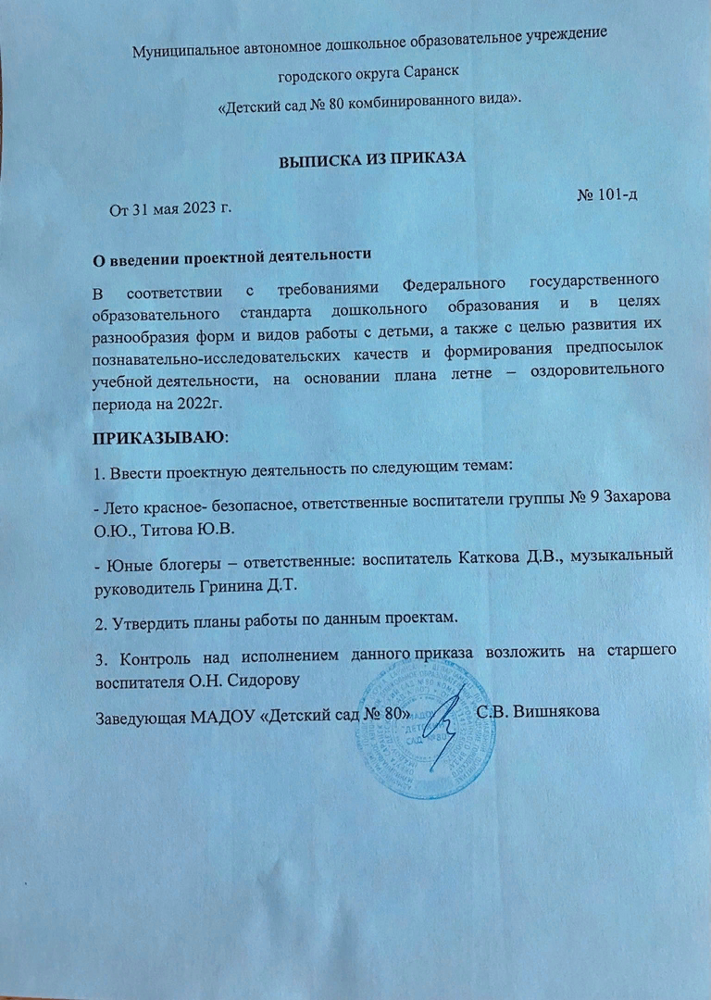 Муниципальное автономное дошкольное образовательное учреждение
городского округа Саранск
«Детский сад № 80 комбинированного вида».
ВЫПИСКА ИЗ ПРИКАЗА
От 31 мая 2023 г. № 101-д
О введении проектной деятельности
В соответствии с требованиями Федерального государственного
образовательного стандарта дошкольного образования и в целях
разнообразия форм и видов работы с детьми, а также с целью развития их
познавательно-исследовательских качеств и формирования предпосылок
учебной деятельности, на основании плана летне – оздоровительного
периода на 2022г.
ПРИКАЗЫВАЮ:
1. Ввести проектную деятельность по следующим темам:
- Лето красное- безопасное, ответственные воспитатели группы № 9 Захарова
О.Ю., Титова Ю.В.
- Юные блогеры – ответственные: воспитатель Каткова Д.В., музыкальный
руководитель Гринина Д.Т.
2. Утвердить планы работы по данным проектам.
3. Контроль над исполнением данного приказа возложить на старшего
воспитателя О.Н. Сидорову
Заведующая МАДОУ «Детский сад № 80» С.В. Вишнякова
МАДОУ
"ДЕТСКИЙ
САД №80"